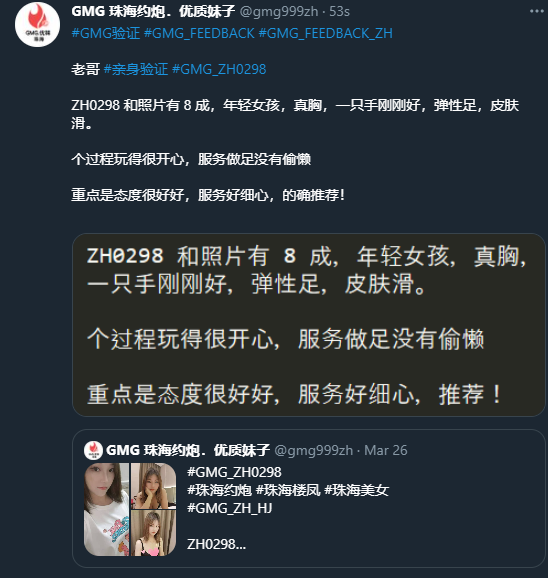 GMG 珠海约炮．优质妹子 @gmg999zh · 53s
#GMG验证 #GMG_FEEDBACK #GMG_FEEDBACK_ZH
老哥 #亲身验证 #GMG_ZH0298
ZH0298 和照片有 8 成，年轻女孩，真胸，一只手刚刚好，弹性足，皮肤
滑。
个过程玩得很开心，服务做足没有偷懒
重点是态度很好好，服务好细心，的确推荐！
ZH0298 和照片有 8 成，年轻女孩，真胸，
一只手刚刚好，弹性足，皮肤滑。
个过程玩得很开心，服务做足没有偷懒
重点是态度很好好，服务好细心，推荐！
GMG 珠海约炮．优质妹子 @gmg999zh · Mar 26
#GMG_ZH0298
#珠海约炮 #珠海楼凤 #珠海美女
#GMG_ZH_HJ
ZH0298...